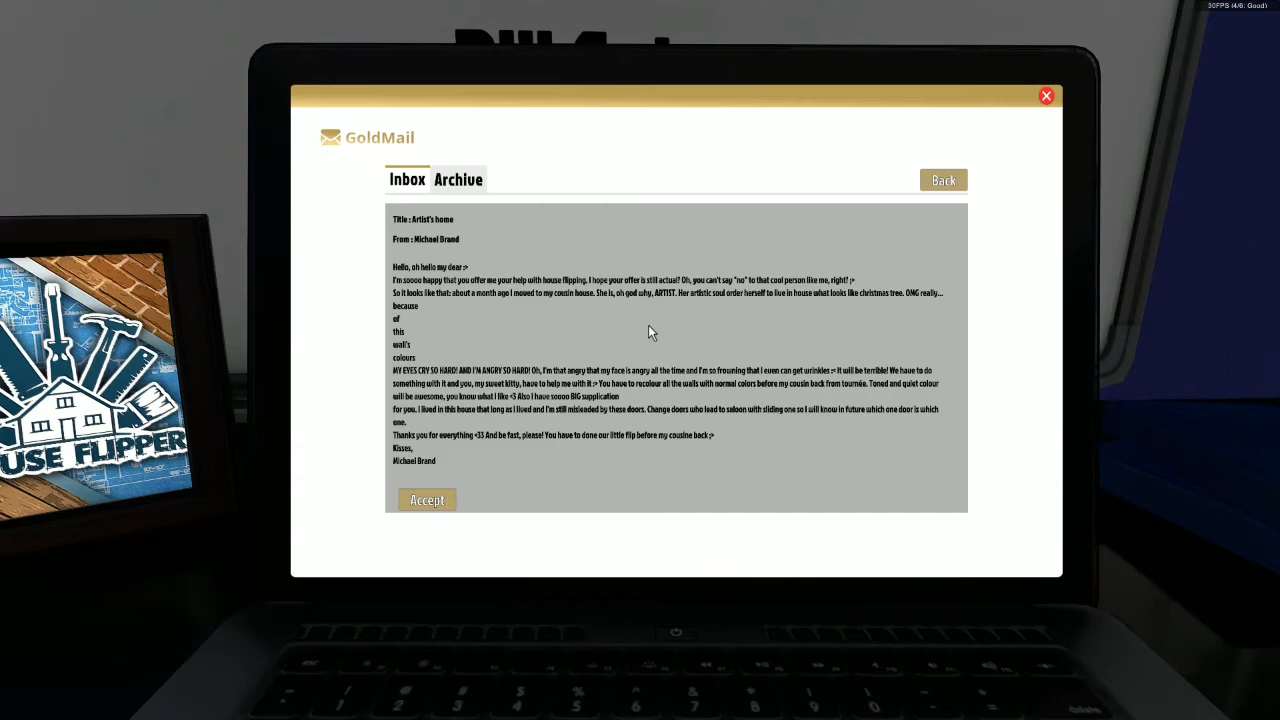 30FPS (4/6: Good)
GoldMail
Inbox Archive
Back
Title : Artist's home
From : Michael Brand
Hello, oh hello my dear :>
I'm soooo happy that you offer me your help with house flipping. I hope your offer is still actual? Oh, you can't say "no" to that cool person like me, right? ;>
So it looks like that: about a month ago I moved to my cousin house. She is, oh god why, ARTIST. Her artistic soul order herself to live in house what looks like christmas tree. OMG really...
because
of
this
wall's
colours
MY EYES CRY SO HARD! AND I'M ANGRY SO HARD! Oh, I'm that angry that my face is angry all the time and I'm so frowning that I even can get wrinkles :< It will be terrible! We have to do
something with it and you, my sweet kitty, have to help me with it :> You have to recolour all the walls with normal colors before my cousin back from tournée. Toned and quiet colour
will be awesome, you know what I like <3 Also I have soooo BIG supplication
for you. I lived in this house that long as I lived and I'm still misleaded by these doors. Change doors who lead to saloon with sliding one so I will know in future which one door is which
one.
Thanks you for everything <33 And be fast, please! You have to done our little flip before my cousine back ;>
Kisses,
Michael Brand
Accept
USE FLIPPER
1 2 3 4 5 6 7 8 9 0